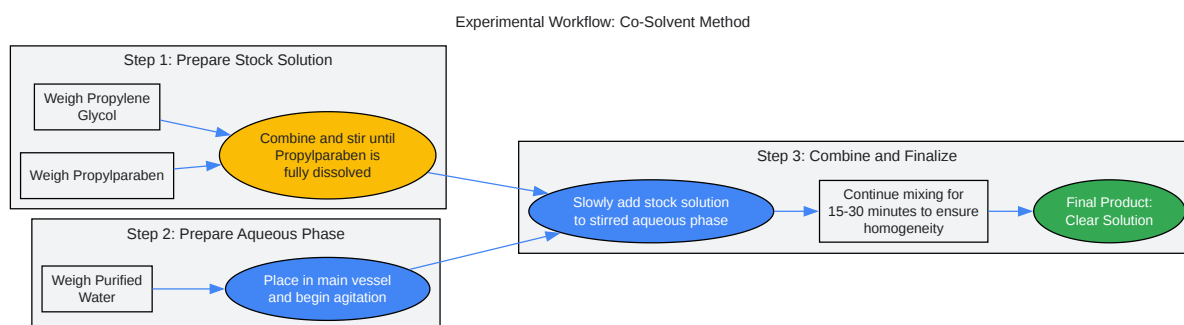 Experimental Workflow: Co-Solvent Method
Step 1: Prepare Stock Solution
Weigh Propylene
Glycol
Weigh Propylparaben
Combine and stir until
Propylparaben is
fully dissolved
Step 2: Prepare Aqueous Phase
Weigh Purified
Water
Place in main vessel
and begin agitation
Step 3: Combine and Finalize
Slowly add stock solution
to stirred aqueous phase
Continue mixing for
15-30 minutes to ensure
homogeneity
Final Product:
Clear Solution